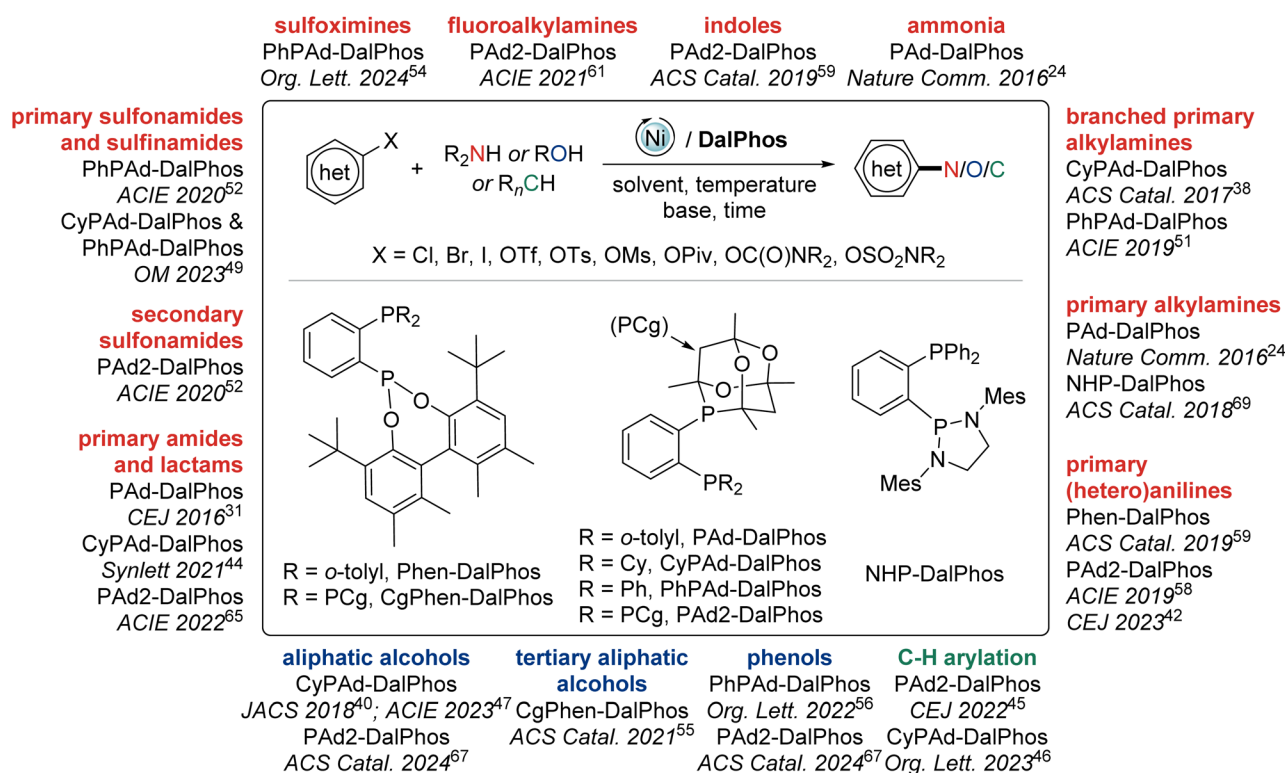 sulfoximines
PhPAd-DalPhos
Org. Lett. 2024⁵⁴
fluoroalkylamines
PAd2-DalPhos
ACIE 2021⁶¹
indoles
PAd2-DalPhos
ACS Catal. 2019⁵⁹
ammonia
PAd-DalPhos
Nature Comm. 2016²⁴
primary sulfonamides
and sulfinamides
PhPAd-DalPhos
ACIE 2020⁵²
CyPAd-DalPhos &
PhPAd-DalPhos
OM 2023⁴⁹
secondary
sulfonamides
PAd2-DalPhos
ACIE 2020⁵²
primary amides
and lactams
PAd-DalPhos
CEJ 2016³¹
CyPAd-DalPhos
Synlett 2021⁴⁴
PAd2-DalPhos
ACIE 2022⁶⁵
het
X
+
R₂NH or ROH
or RₙCH
Ni / DalPhos
solvent, temperature
base, time
het
N/O/C
X = Cl, Br, I, OTf, OTs, OMs, OPiv, OC(O)NR₂, OSO₂NR₂
PR₂
P
O
O
R = o-tolyl, Phen-DalPhos
R = PCg, CgPhen-DalPhos
(PCg)
O
O
O
P
PR₂
R = o-tolyl, PAd-DalPhos
R = Cy, CyPAd-DalPhos
R = Ph, PhPAd-DalPhos
R = PCg, PAd2-DalPhos
PPh₂
Mes
P
N
N
Mes
NHP-DalPhos
branched primary
alkylamines
CyPAd-DalPhos
ACS Catal. 2017³⁸
PhPAd-DalPhos
ACIE 2019⁵¹
primary alkylamines
PAd-DalPhos
Nature Comm. 2016²⁴
NHP-DalPhos
ACS Catal. 2018⁶⁹
primary
(hetero)anilines
Phen-DalPhos
ACS Catal. 2019⁵⁹
PAd2-DalPhos
ACIE 2019⁵⁸
CEJ 2023⁴²
aliphatic alcohols
CyPAd-DalPhos
JACS 2018⁴⁰; ACIE 2023⁴⁷
PAd2-DalPhos
ACS Catal. 2024⁶⁷
tertiary aliphatic
alcohols
CgPhen-DalPhos
ACS Catal. 2021⁵⁵
phenols
PhPAd-DalPhos
Org. Lett. 2022⁵⁶
PAd2-DalPhos
ACS Catal. 2024⁶⁷
C-H arylation
PAd2-DalPhos
CEJ 2022⁴⁵
CyPAd-DalPhos
Org. Lett. 2023⁴⁶